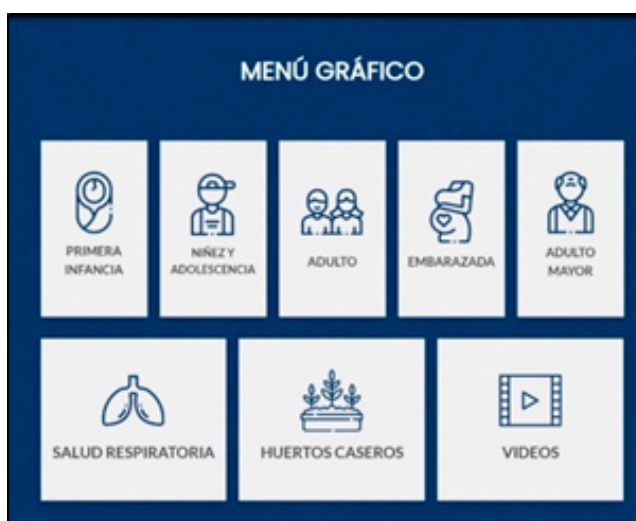 MENÚ GRÁFICO
PRIMERA
INFANCIA
NIÑEZ Y
ADOLESCENCIA
ADULTO
EMBARAZADA
ADULTO
MAYOR
SALUD RESPIRATORIA
HUERTOS CASEROS
VIDEOS